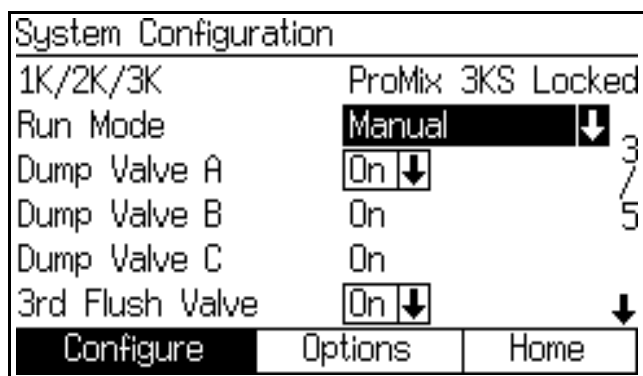 System Configuration
1K/2K/3K ProMix 3KS Locked
Run Mode Manual
Dump Valve A On
Dump Valve B On
Dump Valve C On
3rd Flush Valve On
3/5
Configure Options Home